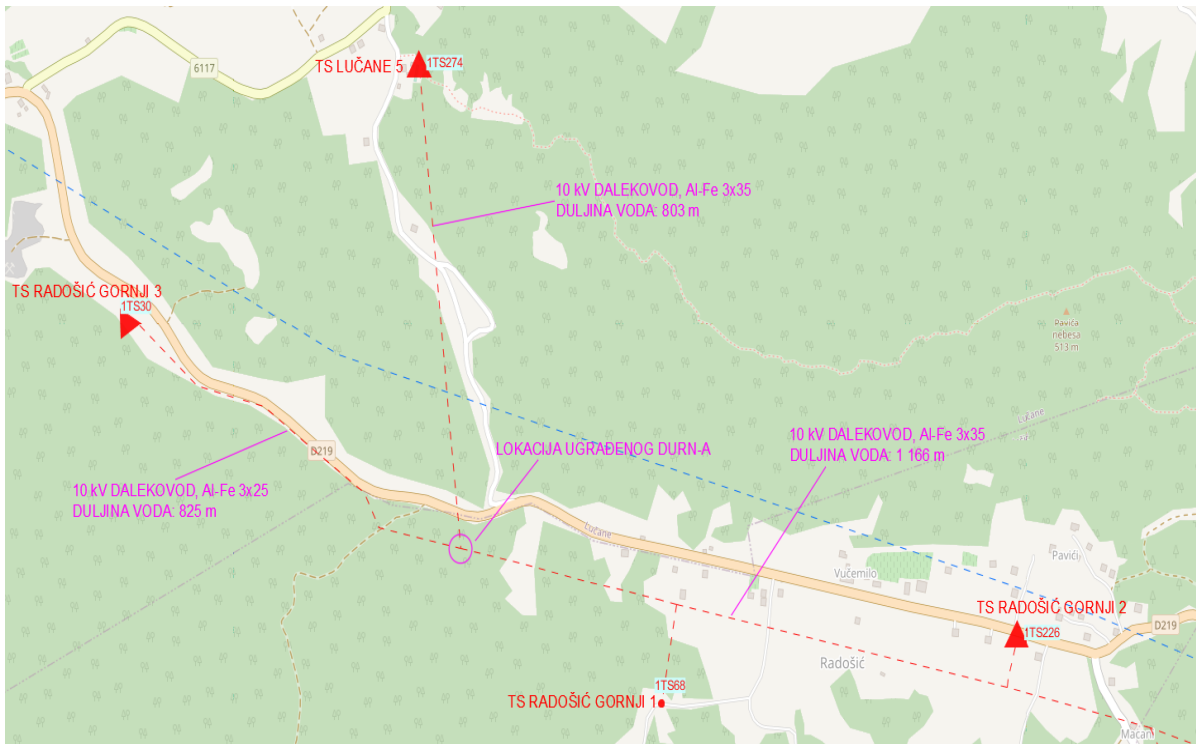 6117
TS LUČANE 5
1TS274
10 kV DALEKOVOD, Al-Fe 3x35
DULJINA VODA: 803 m
TS RADOŠIĆ GORNJI 3
1TS30
Pavića
nebesa
513 m
Lučane
10 kV DALEKOVOD, Al-Fe 3x35
DULJINA VODA: 1 166 m
LOKACIJA UGRAĐENOG DURN-A
D219
10 kV DALEKOVOD, Al-Fe 3x25
DULJINA VODA: 825 m
Lučane
Pavići
Vučemilo
TS RADOŠIĆ GORNJI 2
1TS226
D219
Radošić
1TS68
TS RADOŠIĆ GORNJI 1
Macani